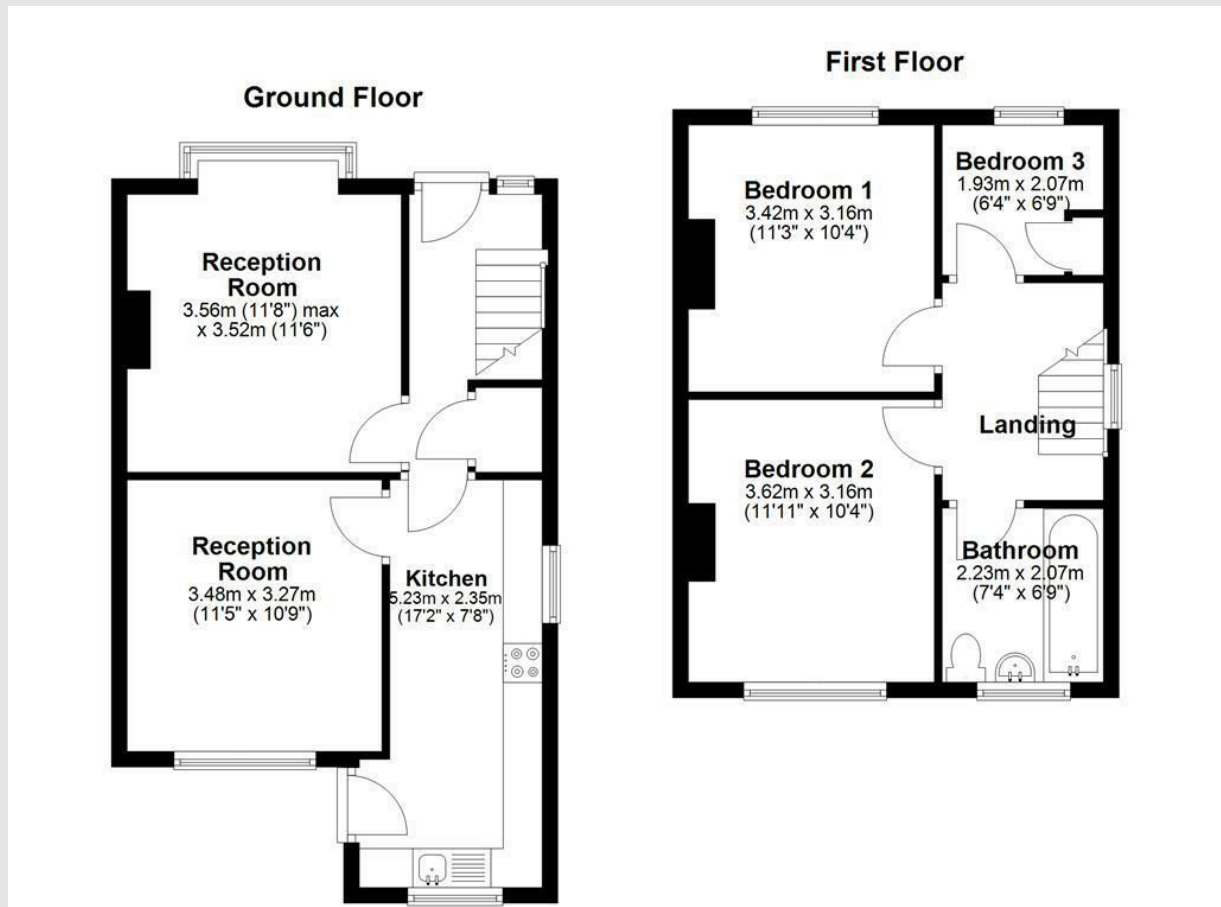 Ground Floor
Reception
Room
3.56m (11'8") max
x 3.52m (11'6")
Reception
Room
3.48m x 3.27m
(11'5" x 10'9")
Kitchen
5.23m x 2.35m
(17'2" x 7'8")
First Floor
Bedroom 1
3.42m x 3.16m
(11'3" x 10'4")
Bedroom 3
1.93m x 2.07m
(6'4" x 6'9")
Landing
Bedroom 2
3.62m x 3.16m
(11'11" x 10'4")
Bathroom
2.23m x 2.07m
(7'4" x 6'9")